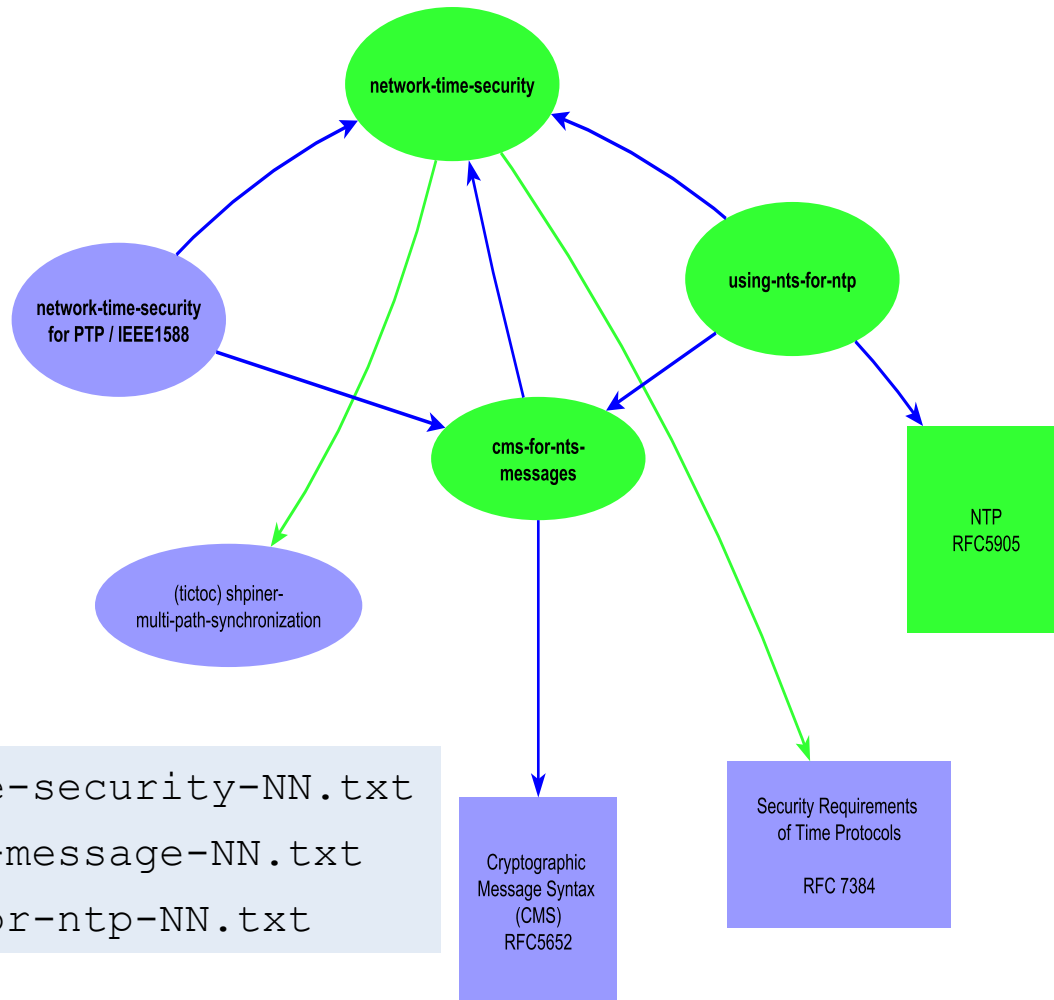 network-time-security
using-nts-for-ntp
network-time-security
for PTP / IEEE1588
cms-for-nts-
messages
NTP
RFC5905
(tictoc) shpiner-
multi-path-synchronization
e-security-NN.txt
-message-NN.txt
or-ntp-NN.txt
Cryptographic
Message Syntax
(CMS)
RFC5652
Security Requirements
of Time Protocols
RFC 7384